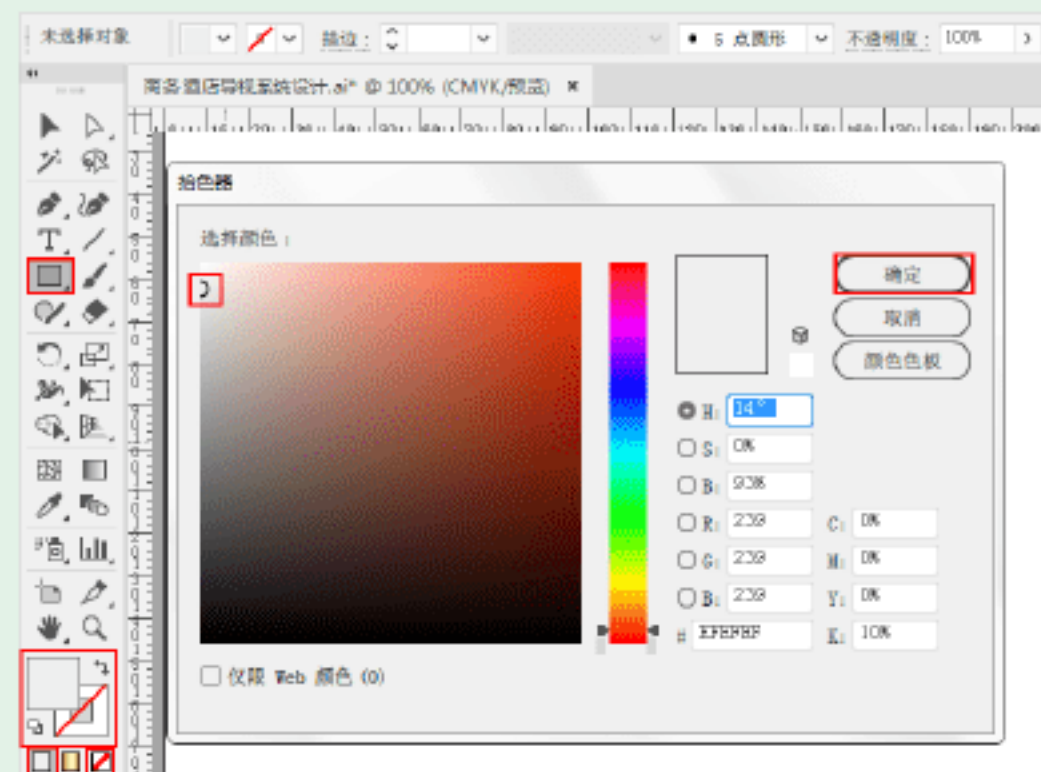 未选择对象 描边： 5 点圆形 不透明度： 100%
商务酒店导视系统设计.ai* @ 100% (CMYK/预览) ×
拾色器
选择颜色：
确定
取消
颜色色板
H: 14°
S: 0%
B: 93%
R: 239 C: 0%
G: 239 M: 0%
B: 239 Y: 0%
# EFEFEF K: 10%
仅限 Web 颜色 (O)